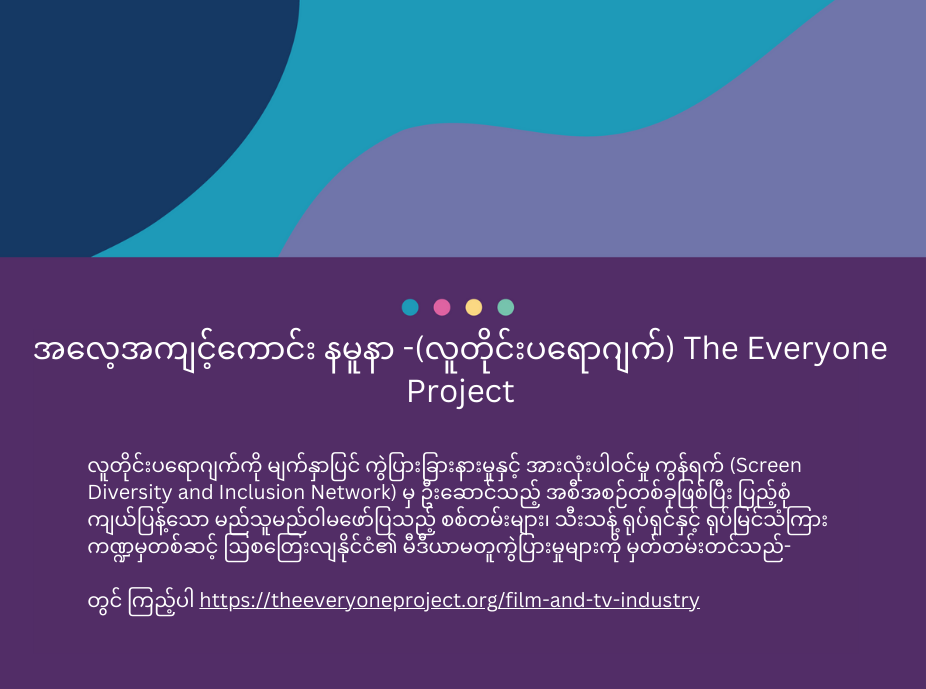 အလေ့အကျင့်ကောင်း နမူနာ -(လူတိုင်းပရောဂျက်) The Everyone
Project
လူတိုင်းပရောဂျက်ကို မျက်နှာပြင် ကွဲပြားခြားနားမှုနှင့် အားလုံးပါဝင်မှု ကွန်ရက် (Screen
Diversity and Inclusion Network) မှ ဦးဆောင်သည့် အစီအစဉ်တစ်ခုဖြစ်ပြီး ပြည့်စုံ
ကျယ်ပြန့်သော မည်သူမည်ဝါမဖော်ပြသည့် စစ်တမ်းများ၊ သီးသန့် ရုပ်ရှင်နှင့် ရုပ်မြင်သံကြား
ကဏ္ဍမှတစ်ဆင့် ဩစတြေးလျနိုင်ငံ၏ မီဒီယာမတူကွဲပြားမှုများကို မှတ်တမ်းတင်သည်-
တွင် ကြည့်ပါ https://theeveryoneproject.org/film-and-tv-industry